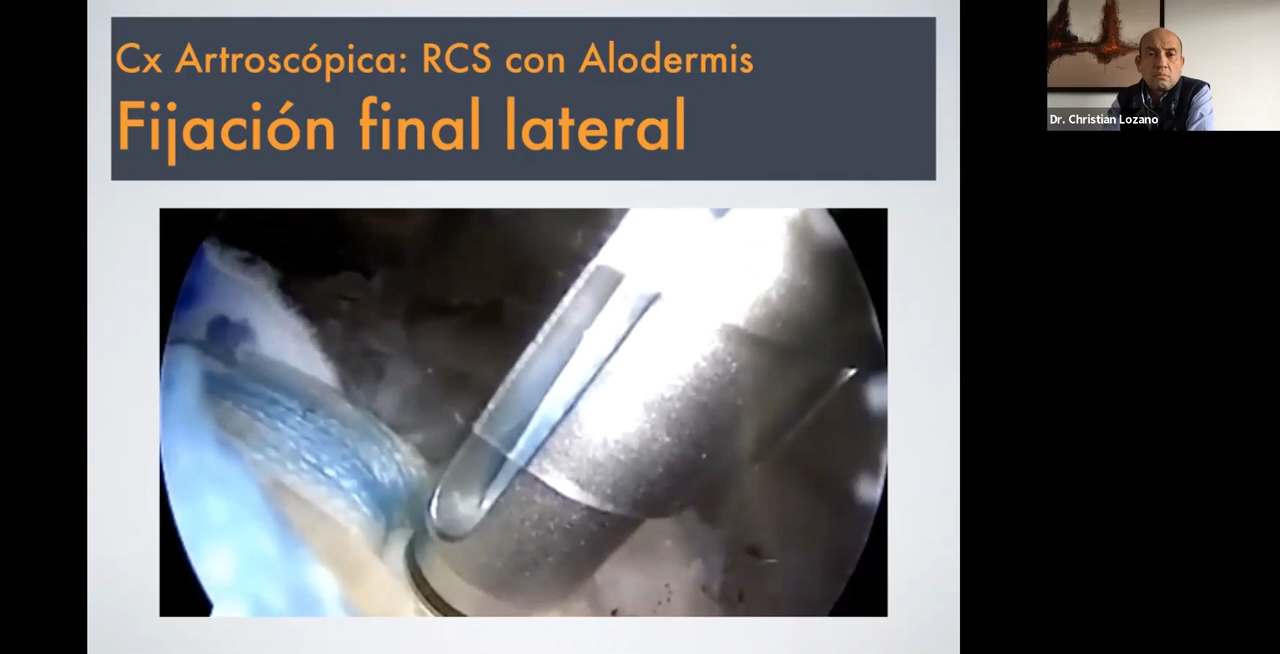 Cx Artroscópica: RCS con Alodermis
Fijación final lateral
Dr. Christian Lozano